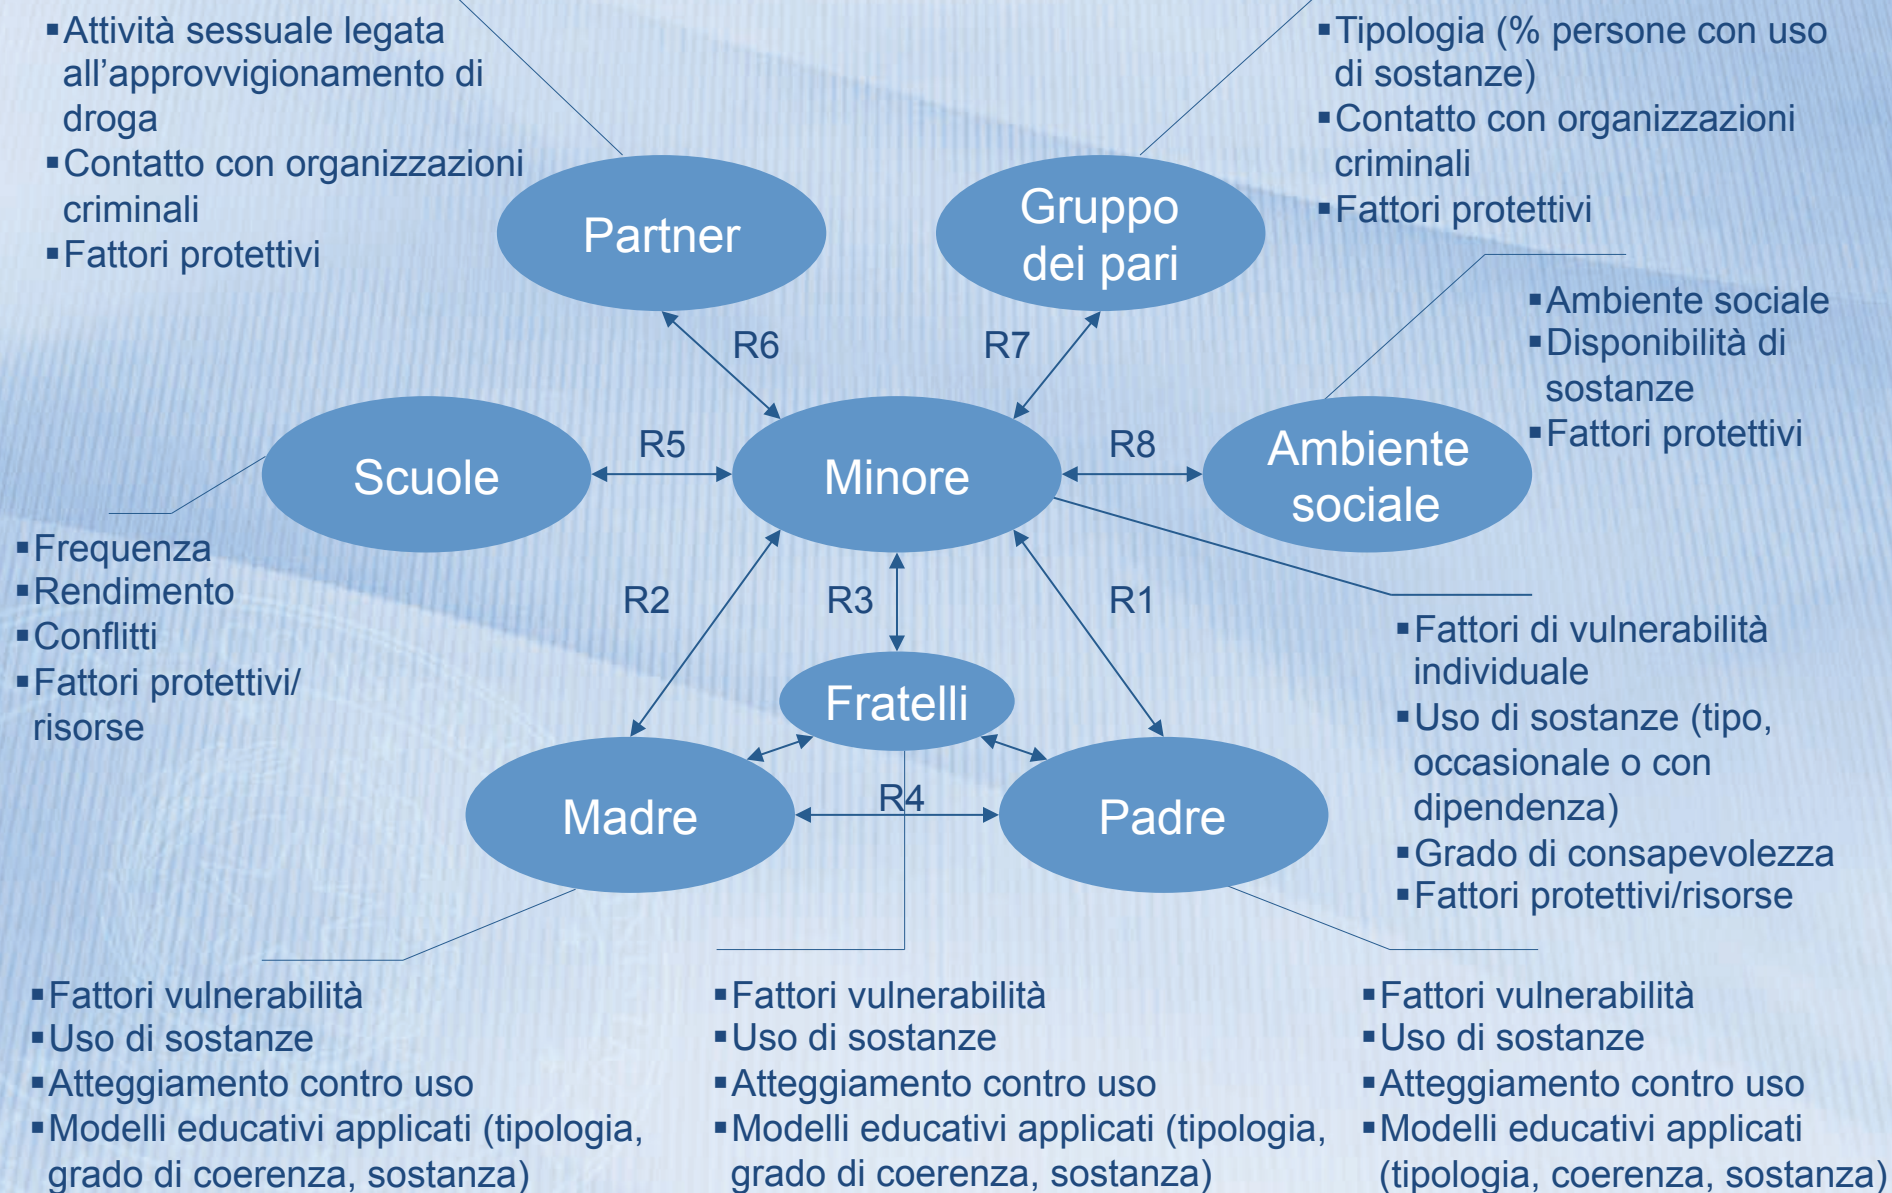 ▪Attività sessuale legata
all'approvvigionamento di
droga
▪Contatto con organizzazioni
criminali
▪Fattori protettivi
▪Tipologia (% persone con uso
di sostanze)
▪Contatto con organizzazioni
criminali
▪Fattori protettivi
Partner
Gruppo
dei pari
▪Ambiente sociale
▪Disponibilità di
sostanze
▪Fattori protettivi
R6
R7
Scuole
R5
Minore
R8
Ambiente
sociale
▪Frequenza
▪Rendimento
▪Conflitti
▪Fattori protettivi/
risorse
R2
R3
R1
▪Fattori di vulnerabilità
individuale
▪Uso di sostanze (tipo,
occasionale o con
dipendenza)
▪Grado di consapevolezza
▪Fattori protettivi/risorse
Fratelli
Madre
R4
Padre
▪Fattori vulnerabilità
▪Uso di sostanze
▪Atteggiamento contro uso
▪Modelli educativi applicati (tipologia,
grado di coerenza, sostanza)
▪Fattori vulnerabilità
▪Uso di sostanze
▪Atteggiamento contro uso
▪Modelli educativi applicati (tipologia,
grado di coerenza, sostanza)
▪Fattori vulnerabilità
▪Uso di sostanze
▪Atteggiamento contro uso
▪Modelli educativi applicati
(tipologia, coerenza, sostanza)